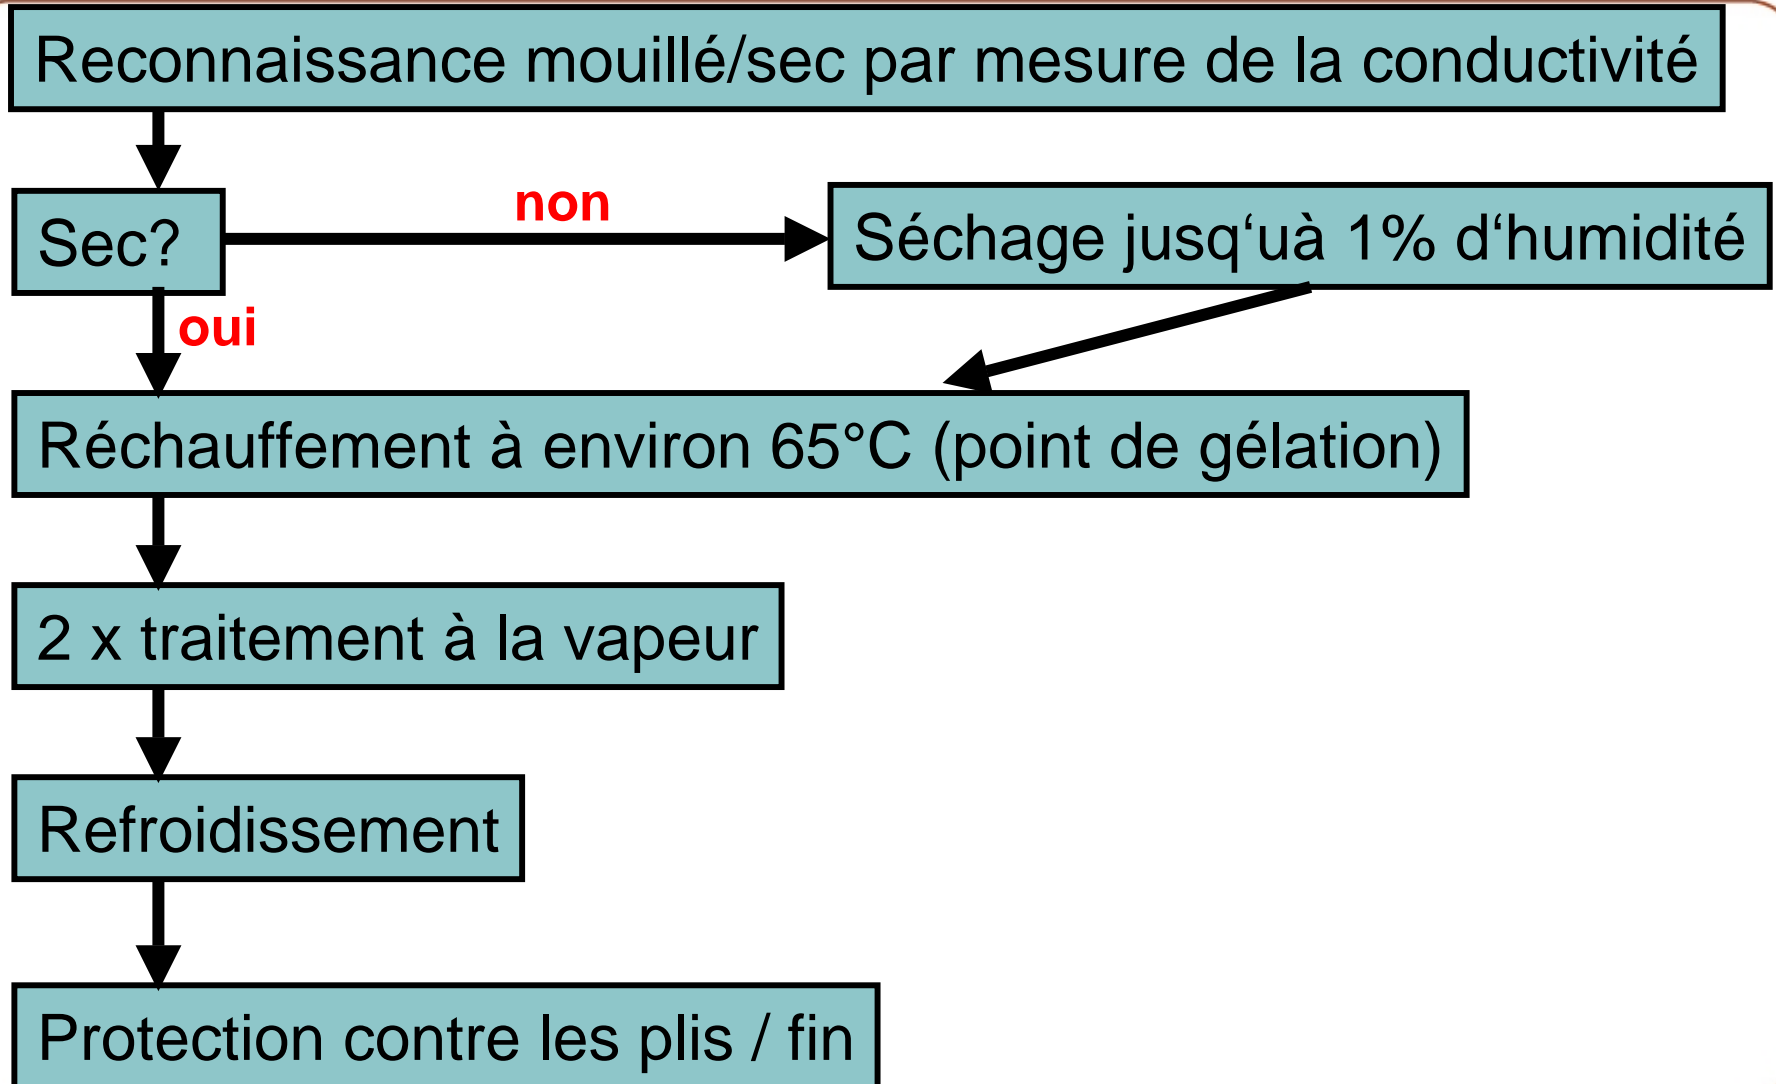 Reconnaissance mouillé/sec par mesure de la conductivité
Sec?
non
Séchage jusq‘uà 1% d‘humidité
oui
Réchauffement à environ 65°C (point de gélation)
2 x traitement à la vapeur
Refroidissement
Protection contre les plis / fin